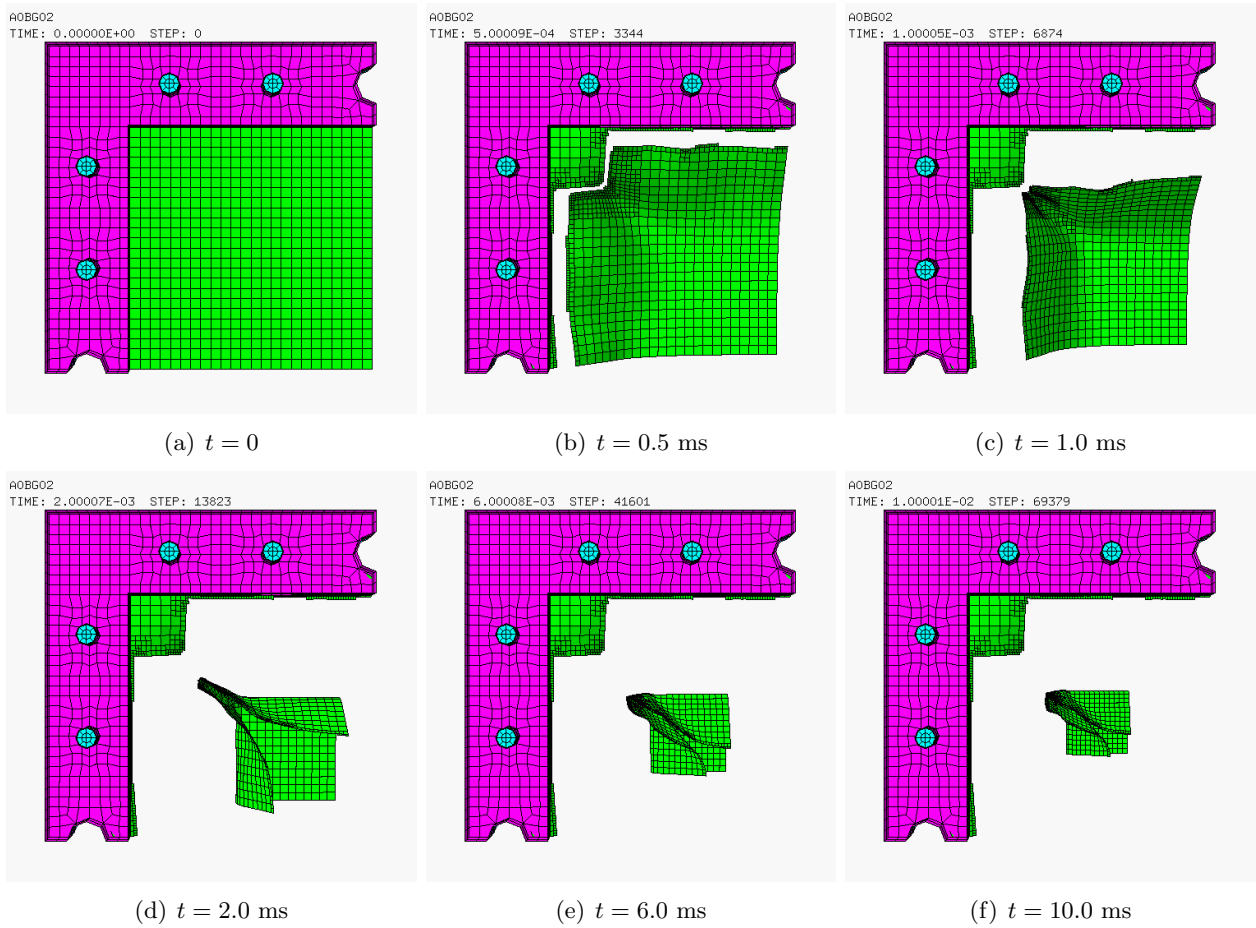 A0BG02
TIME: 0.00000E+00 STEP: 0
A0BG02
TIME: 5.00009E-04 STEP: 3344
A0BG02
TIME: 1.00005E-03 STEP: 6874
(a) t = 0
(b) t = 0.5 ms
(c) t = 1.0 ms
A0BG02
TIME: 2.00007E-03 STEP: 13823
A0BG02
TIME: 6.00008E-03 STEP: 41601
A0BG02
TIME: 1.00001E-02 STEP: 69379
(d) t = 2.0 ms
(e) t = 6.0 ms
(f) t = 10.0 ms